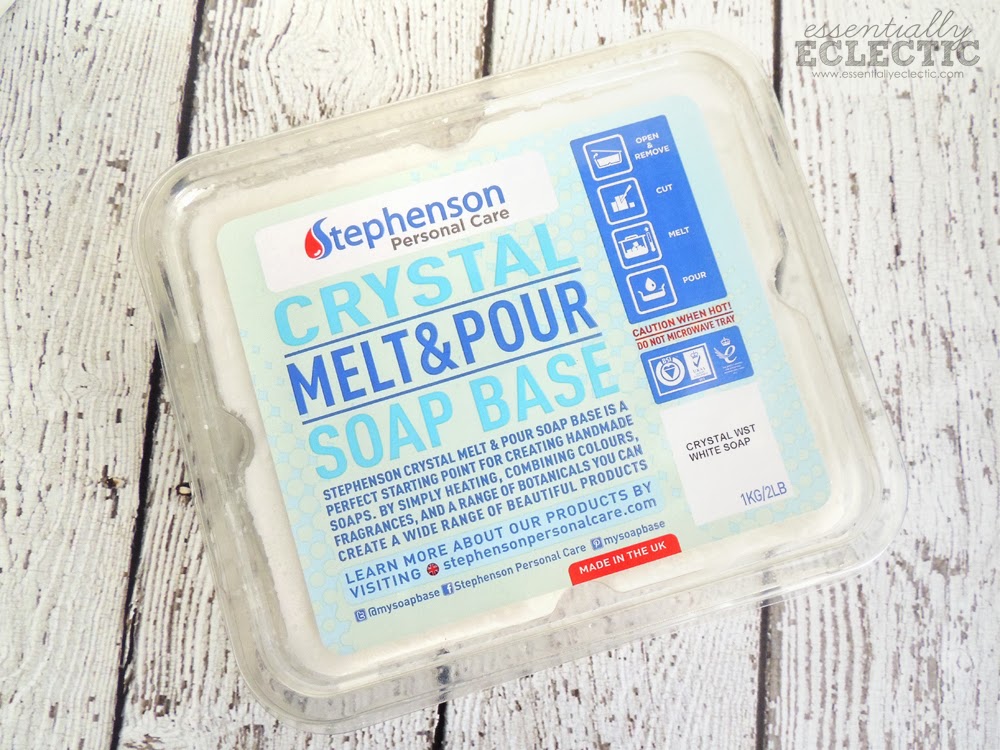 essentially
ECLECTIC
www.essentiallyeclectic.com
Stephenson
Personal Care
CRYSTAL
MELT&POUR
SOAP BASE
STEPHENSON CRYSTAL MELT & POUR SOAP BASE IS A
PERFECT STARTING POINT FOR CREATING HANDMADE
SOAPS. BY SIMPLY HEATING, COMBINING COLOURS,
FRAGRANCES, AND A RANGE OF BOTANICALS YOU CAN
CREATE A WIDE RANGE OF BEAUTIFUL PRODUCTS
LEARN MORE ABOUT OUR PRODUCTS BY
VISITING stephensonpersonalcare.com
@mysoapbase Stephenson Personal Care mysoapbase
MADE IN THE UK
OPEN
&
REMOVE
CUT
MELT
POUR
CAUTION WHEN HOT!
DO NOT MICROWAVE TRAY
CRYSTAL WST
WHITE SOAP
1KG/2LB